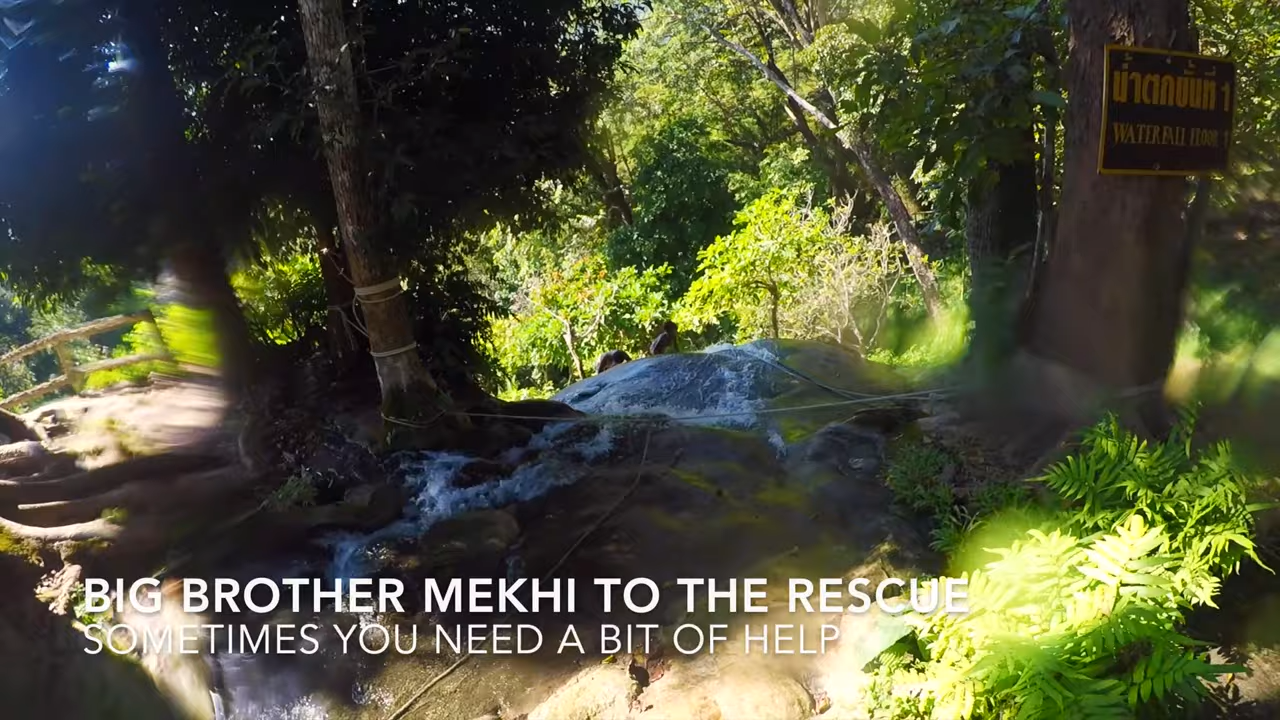 น้ำตกชั้นที่ 1
WATERFALL FLOOR 1
BIG BROTHER MEKHI TO THE RESCUE
SOMETIMES YOU NEED A BIT OF HELP